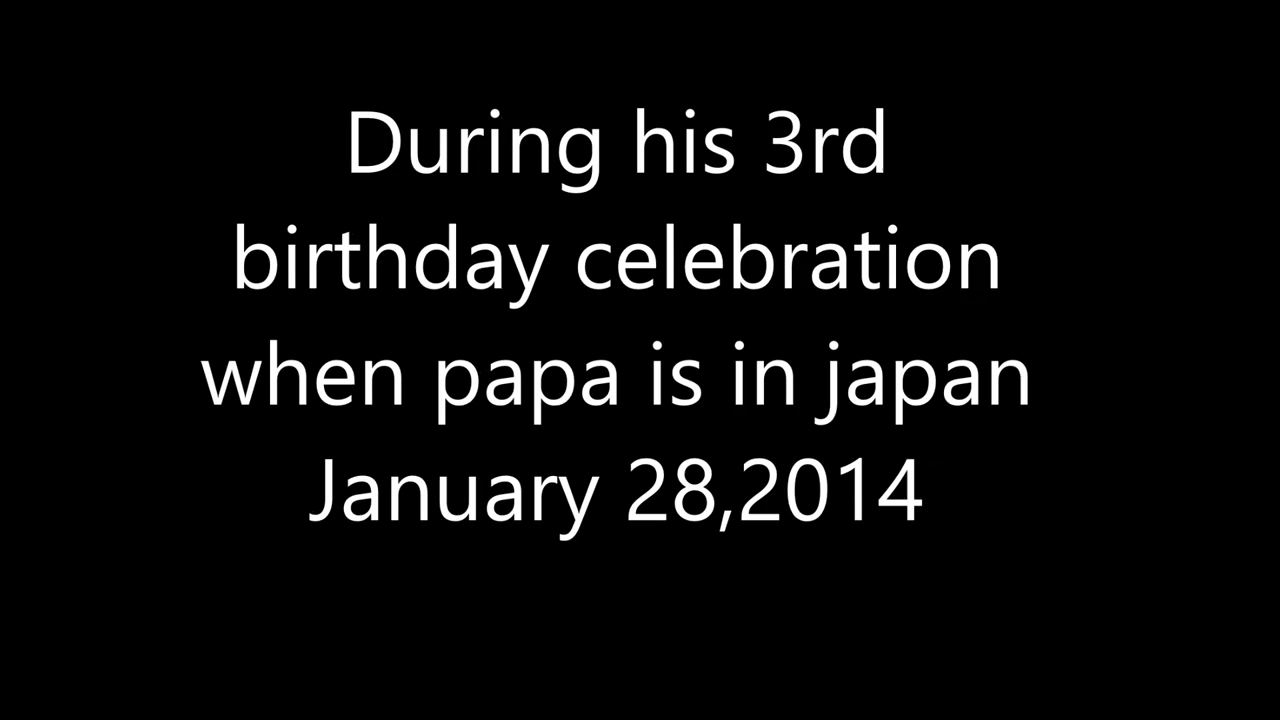 During his 3rd
birthday celebration
when papa is in japan
January 28,2014